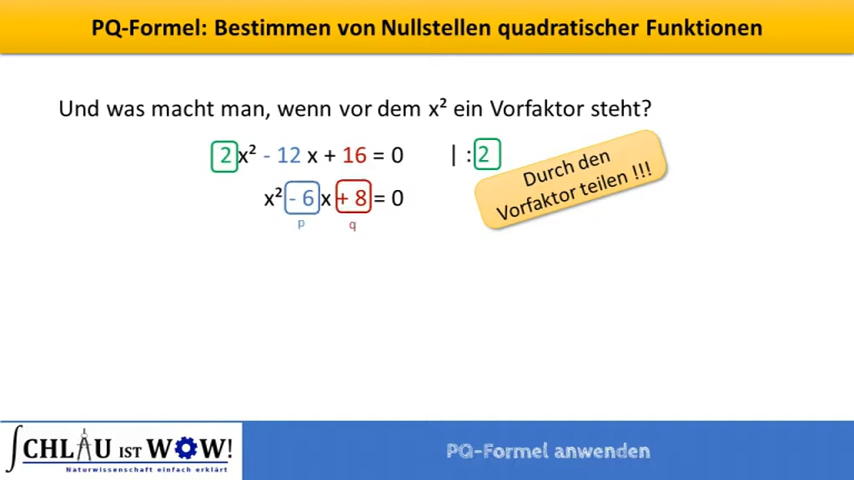 PQ-Formel: Bestimmen von Nullstellen quadratischer Funktionen
Und was macht man, wenn vor dem x² ein Vorfaktor steht?
2x² - 12 x + 16 = 0 | : 2
Durch den
Vorfaktor teilen !!!
x² - 6 x + 8 = 0
p q
∫CHLAU IST WOW!
Naturwissenschaft einfach erklärt
PQ-Formel anwenden